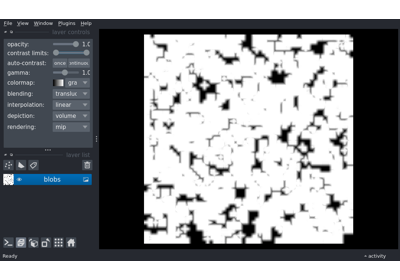 File View Window Plugins Help
layer controls
opacity: 1.0
contrast limits:
auto-contrast: once
gamma: 1.0
colormap: gra
blending: translu
interpolation: linear
depiction: volume
rendering: mip
layer list
blobs
Ready
activity